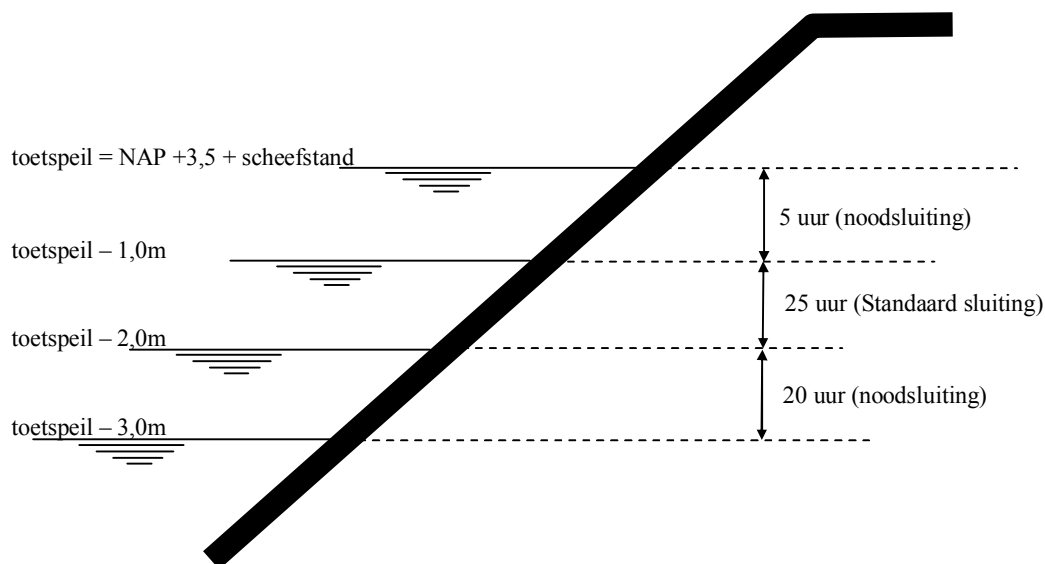 toetspeil = NAP +3,5 + scheefstand
5 uur (noodsluiting)
toetspeil – 1,0m
25 uur (Standaard sluiting)
toetspeil – 2,0m
20 uur (noodsluiting)
toetspeil – 3,0m